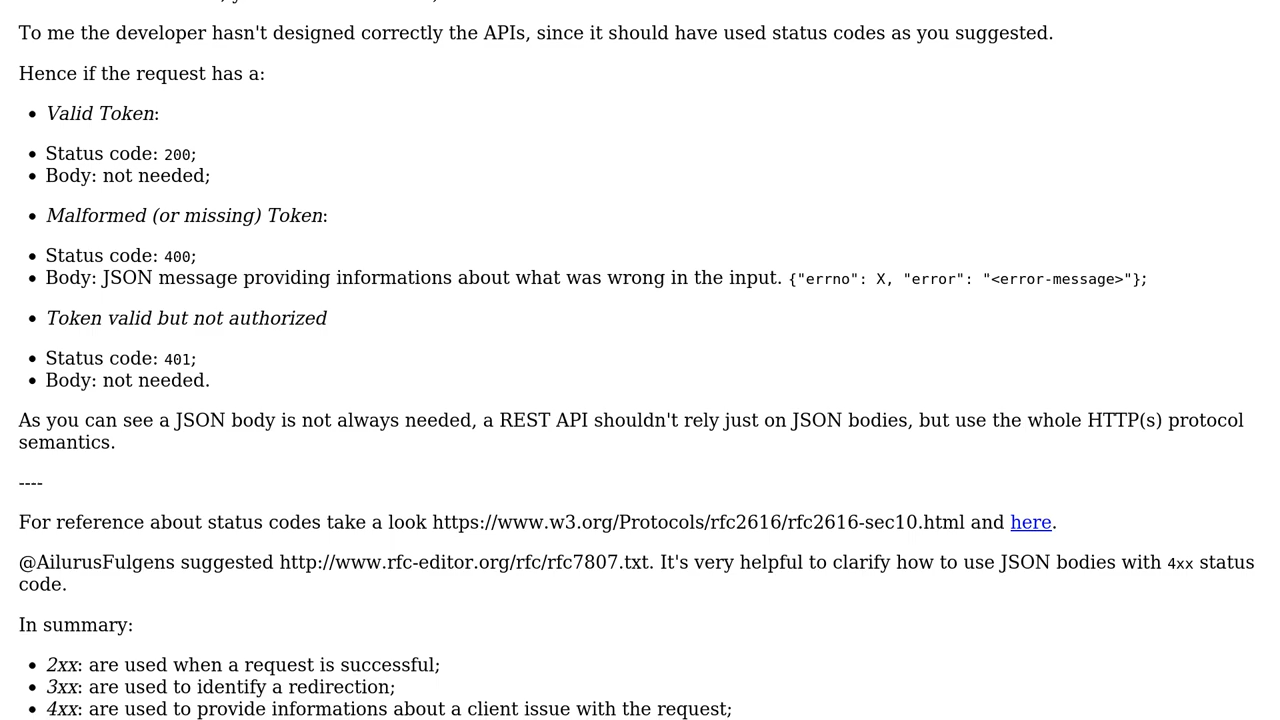 To me the developer hasn't designed correctly the APIs, since it should have used status codes as you suggested.
Hence if the request has a:
• Valid Token:
• Status code: 200;
• Body: not needed;
• Malformed (or missing) Token:
• Status code: 400;
• Body: JSON message providing informations about what was wrong in the input. {"errno": X, "error": "<error-message>"};
• Token valid but not authorized
• Status code: 401;
• Body: not needed.
As you can see a JSON body is not always needed, a REST API shouldn't rely just on JSON bodies, but use the whole HTTP(s) protocol
semantics.
----
For reference about status codes take a look https://www.w3.org/Protocols/rfc2616/rfc2616-sec10.html and here.
@AilurusFulgens suggested http://www.rfc-editor.org/rfc/rfc7807.txt. It's very helpful to clarify how to use JSON bodies with 4xx status
code.
In summary:
• 2xx: are used when a request is successful;
• 3xx: are used to identify a redirection;
• 4xx: are used to provide informations about a client issue with the request;